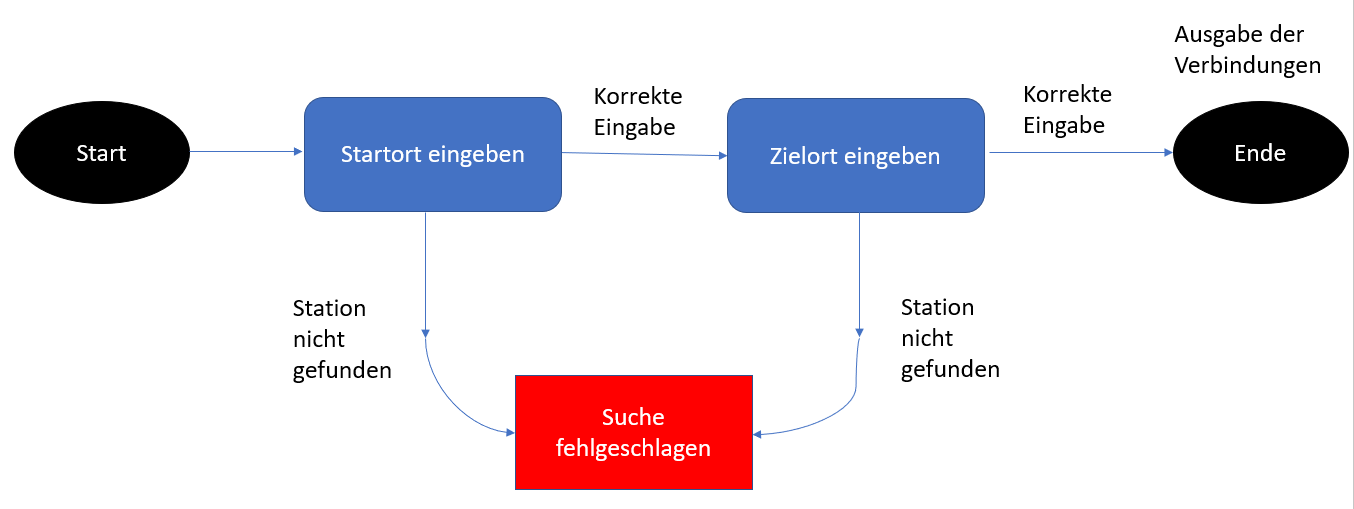 Ausgabe der
Verbindungen
Start
Startort eingeben
Korrekte
Eingabe
Zielort eingeben
Korrekte
Eingabe
Ende
Station
nicht
gefunden
Station
nicht
gefunden
Suche
fehlgeschlagen